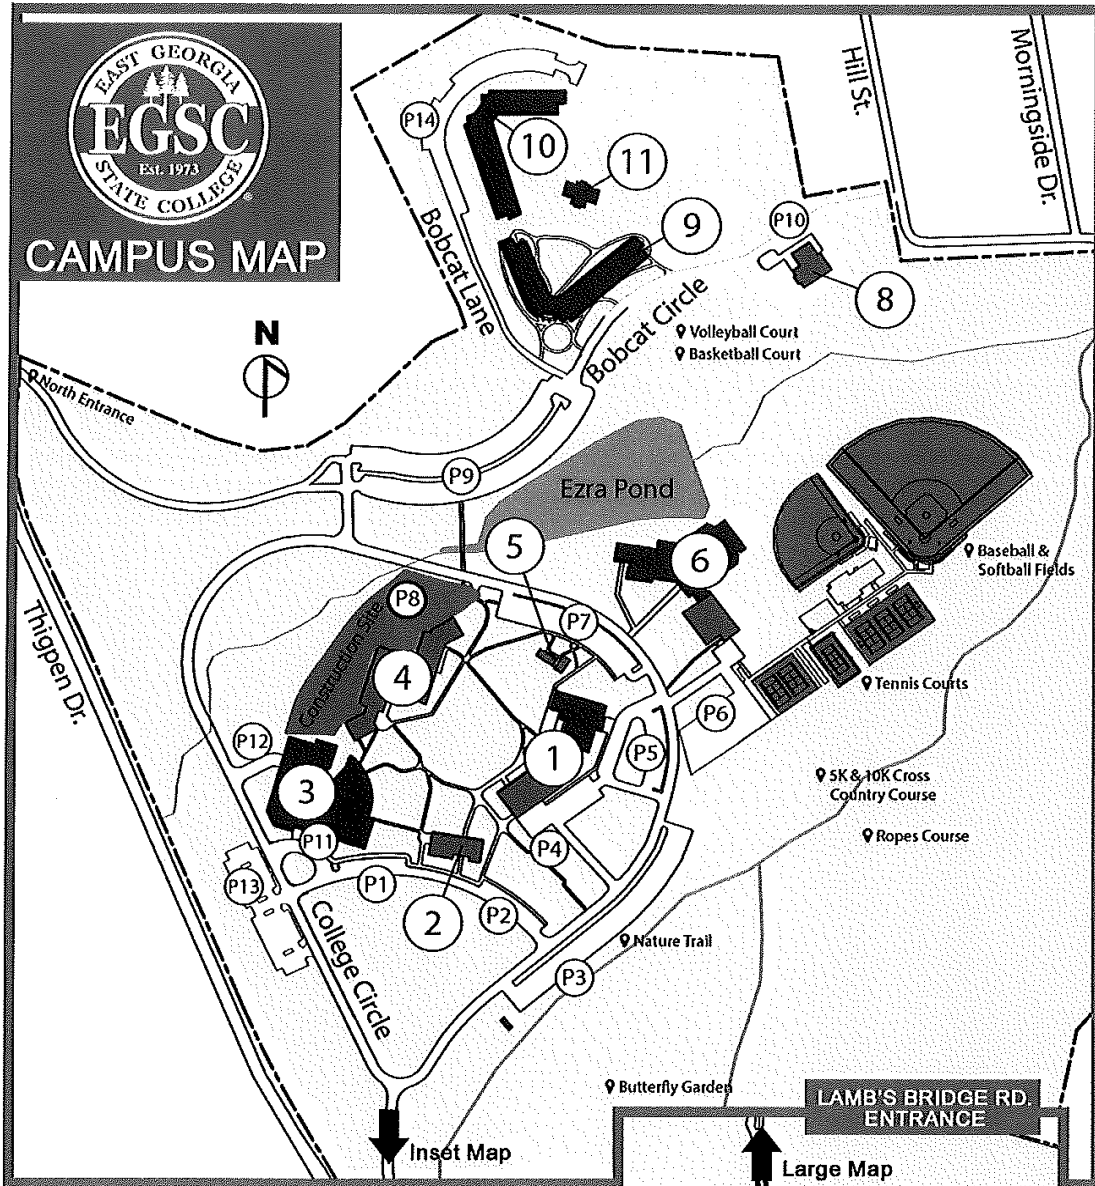 EAST GEORGIA
EGSC
Est. 1973
STATE COLLEGE
®
CAMPUS MAP
Hill St.
Morningside Dr.
P14
10
11
P10
9
8
Bobcat Lane
Bobcat Circle
Volleyball Court
Basketball Court
N
North Entrance
P9
Ezra Pond
5
6
Baseball &
Softball Fields
P8
P7
Construction Site
4
Thigpen Dr.
Tennis Courts
P6
P12
1
P5
3
5K & 10K Cross
Country Course
Ropes Course
P11
P4
P13
P1
2
P2
College Circle
Nature Trail
P3
Butterfly Garden
LAMB'S BRIDGE RD.
ENTRANCE
Inset Map
Large Map